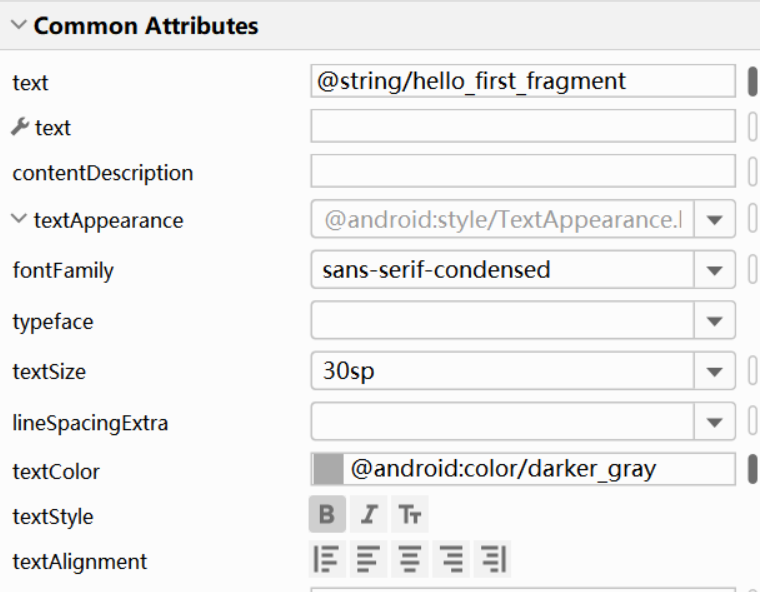 Common Attributes
text @string/hello_first_fragment
text
contentDescription
textAppearance @android:style/TextAppearance.
fontFamily sans-serif-condensed
typeface
textSize 30sp
lineSpacingExtra
textColor @android:color/darker_gray
textStyle B I Tт
textAlignment